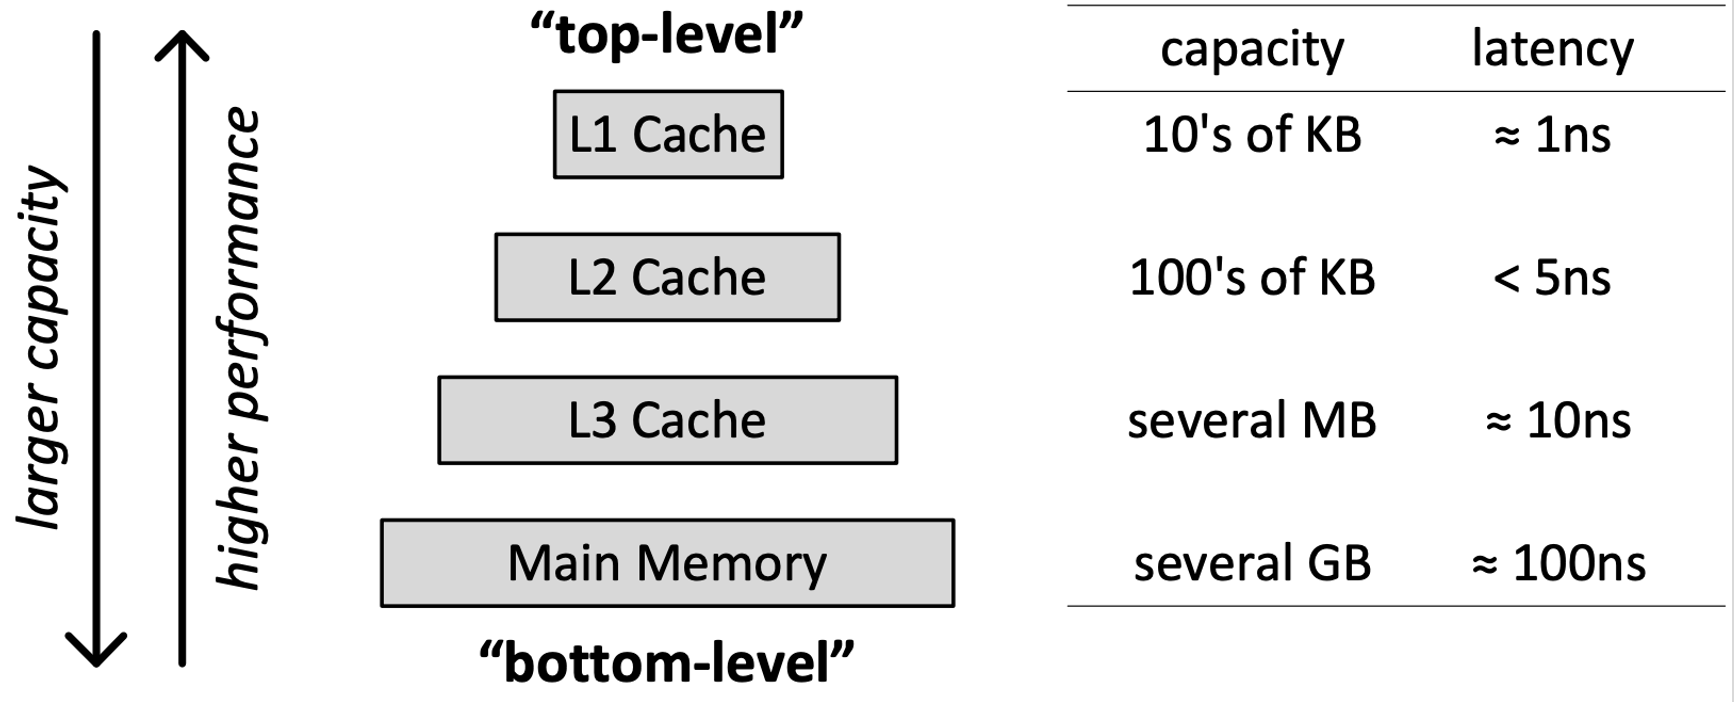 larger capacity
higher performance
“top-level”
L1 Cache
L2 Cache
L3 Cache
Main Memory
“bottom-level”
capacity latency
10's of KB ≈ 1ns
100's of KB < 5ns
several MB ≈ 10ns
several GB ≈ 100ns